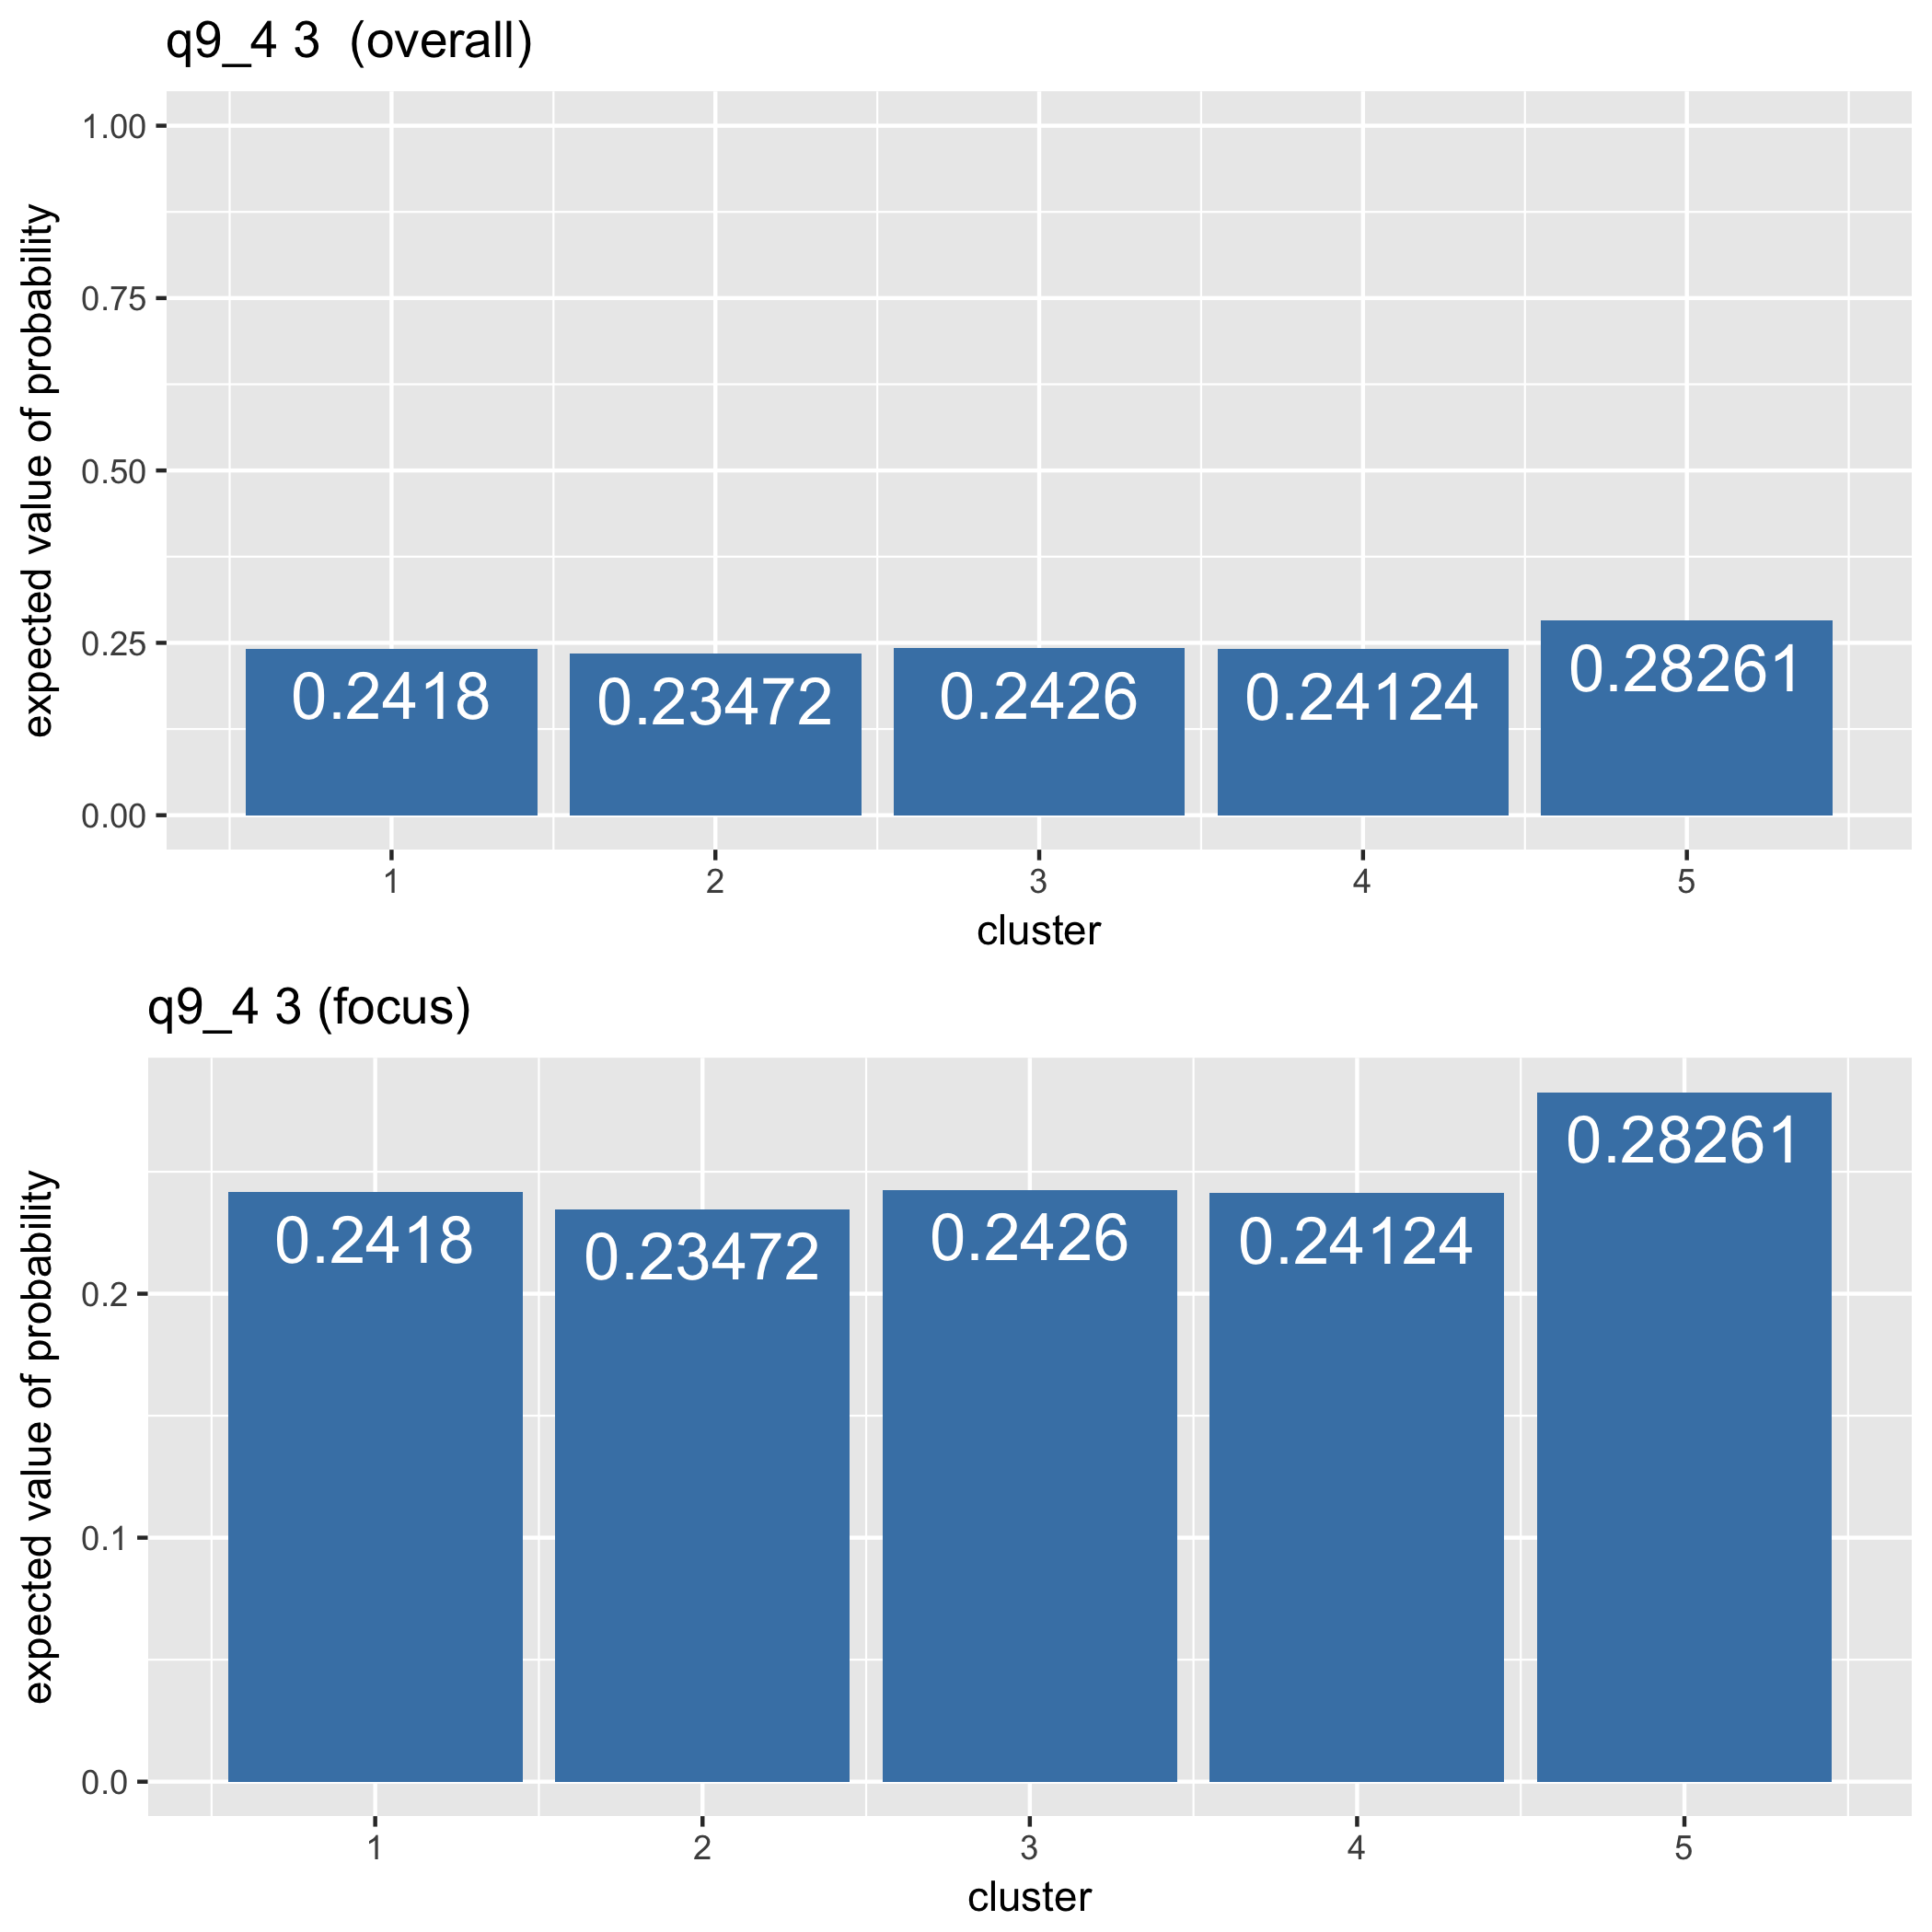 q9_4 3  (overall)
expected value of probability
1.00
0.75
0.50
0.25
0.00
0.2418
0.23472
0.2426
0.24124
0.28261
1 2 3 4 5
cluster
q9_4 3 (focus)
expected value of probability
0.2
0.1
0.0
0.2418
0.23472
0.2426
0.24124
0.28261
1 2 3 4 5
cluster